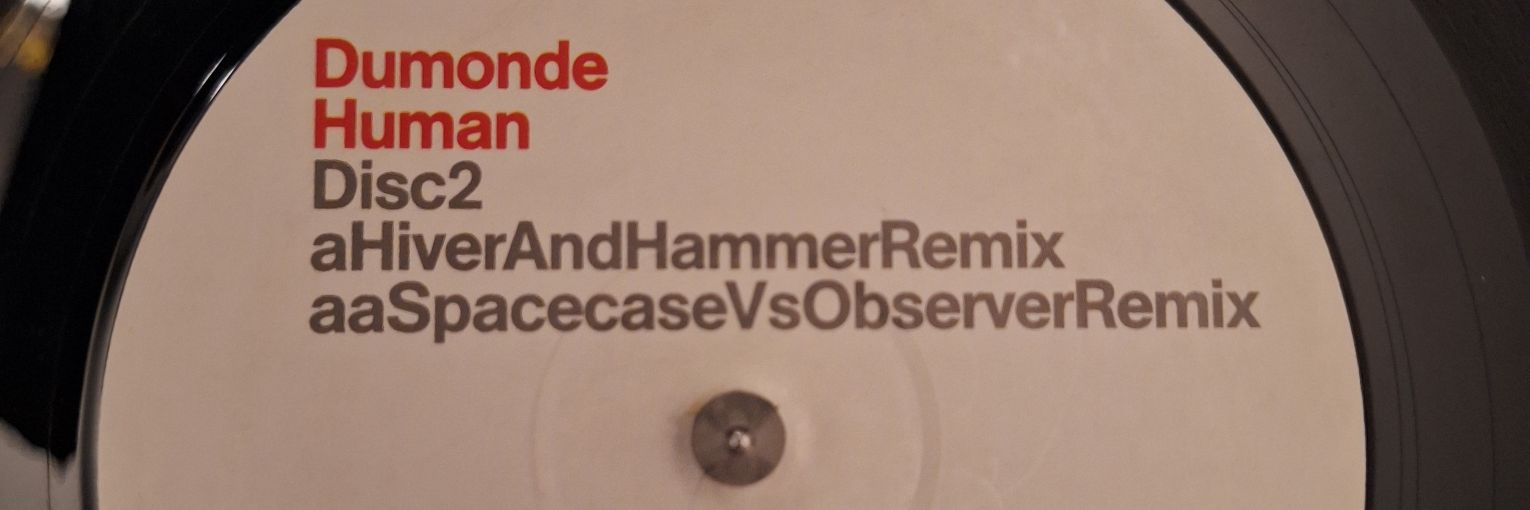 Dumonde
Human
Disc2
aHiverAndHammerRemix
aaSpacecaseVsObserverRemix